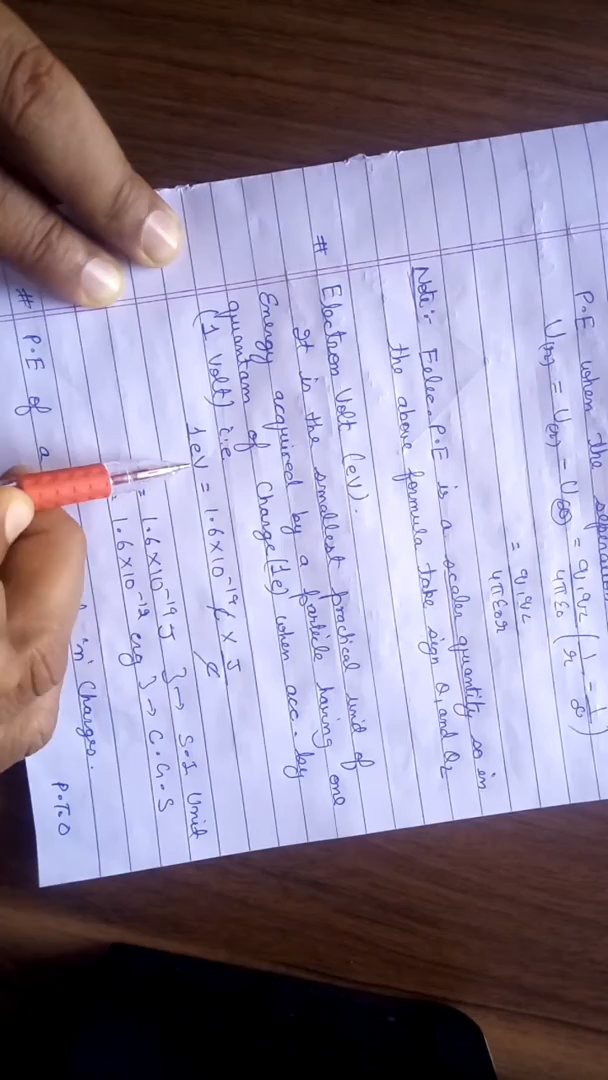 P.E when the separation
U(r) = U(r) - U(∞) = q1q2/4πε0 (1/r - 1/∞)
= q1q2/4πε0r
Note:- Eelec. P.E is a scaler quantity so in
the above formula take sign Q1 and Q2
# Electron Volt (eV).
It is the smallest practical unit of
Energy acquired by a particle having one
quantam of charge (1e) when acc. by
(1 Volt) i.e
1eV = 1.6×10⁻¹⁹ C × J/C
= 1.6×10⁻¹⁹ J } → S.I Unit
1.6×10⁻¹² erg } → C.G.S
# P.E of a 'n' Charges.
P.T.O